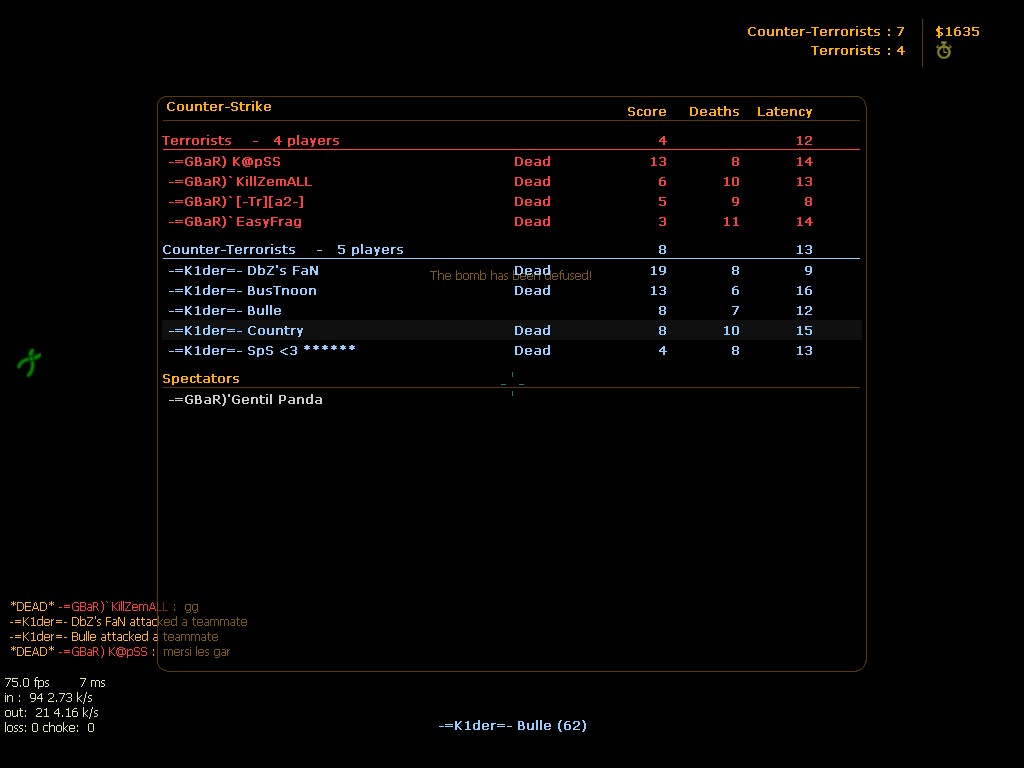 Counter-Terrorists : 7 $1635
Terrorists : 4
Counter-Strike Score Deaths Latency
Terrorists - 4 players 4 12
-=GBaR) K@pSS Dead 13 8 14
-=GBaR)`KillZemALL Dead 6 10 13
-=GBaR)`[-Tr][a2-] Dead 5 9 8
-=GBaR)`EasyFrag Dead 3 11 14
Counter-Terrorists - 5 players 8 13
-=K1der=- DbZ's FaN Dead 19 8 9
The bomb has been defused!
-=K1der=- BusTnoon Dead 13 6 16
-=K1der=- Bulle 8 7 12
-=K1der=- Country Dead 8 10 15
-=K1der=- SpS <3 ****** Dead 4 8 13
Spectators
-=GBaR)'Gentil Panda
*DEAD* -=GBaR)`KillZemALL : gg
-=K1der=- DbZ's FaN attacked a teammate
-=K1der=- Bulle attacked a teammate
*DEAD* -=GBaR) K@pSS : mersi les gar
75.0 fps 7 ms
in : 94 2.73 k/s
out: 21 4.16 k/s
loss: 0 choke: 0
-=K1der=- Bulle (62)